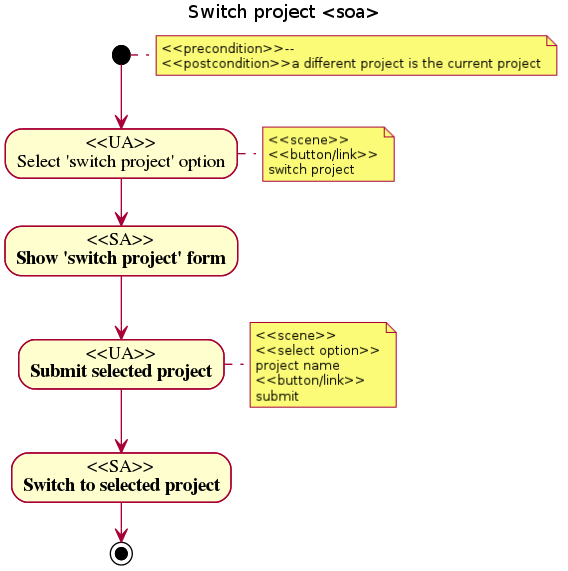 Switch project <soa>
<<precondition>>--
<<postcondition>>a different project is the current project
<<UA>>
Select 'switch project' option
<<scene>>
<<button/link>>
switch project
<<SA>>
Show 'switch project' form
<<UA>>
Submit selected project
<<scene>>
<<select option>>
project name
<<button/link>>
submit
<<SA>>
Switch to selected project